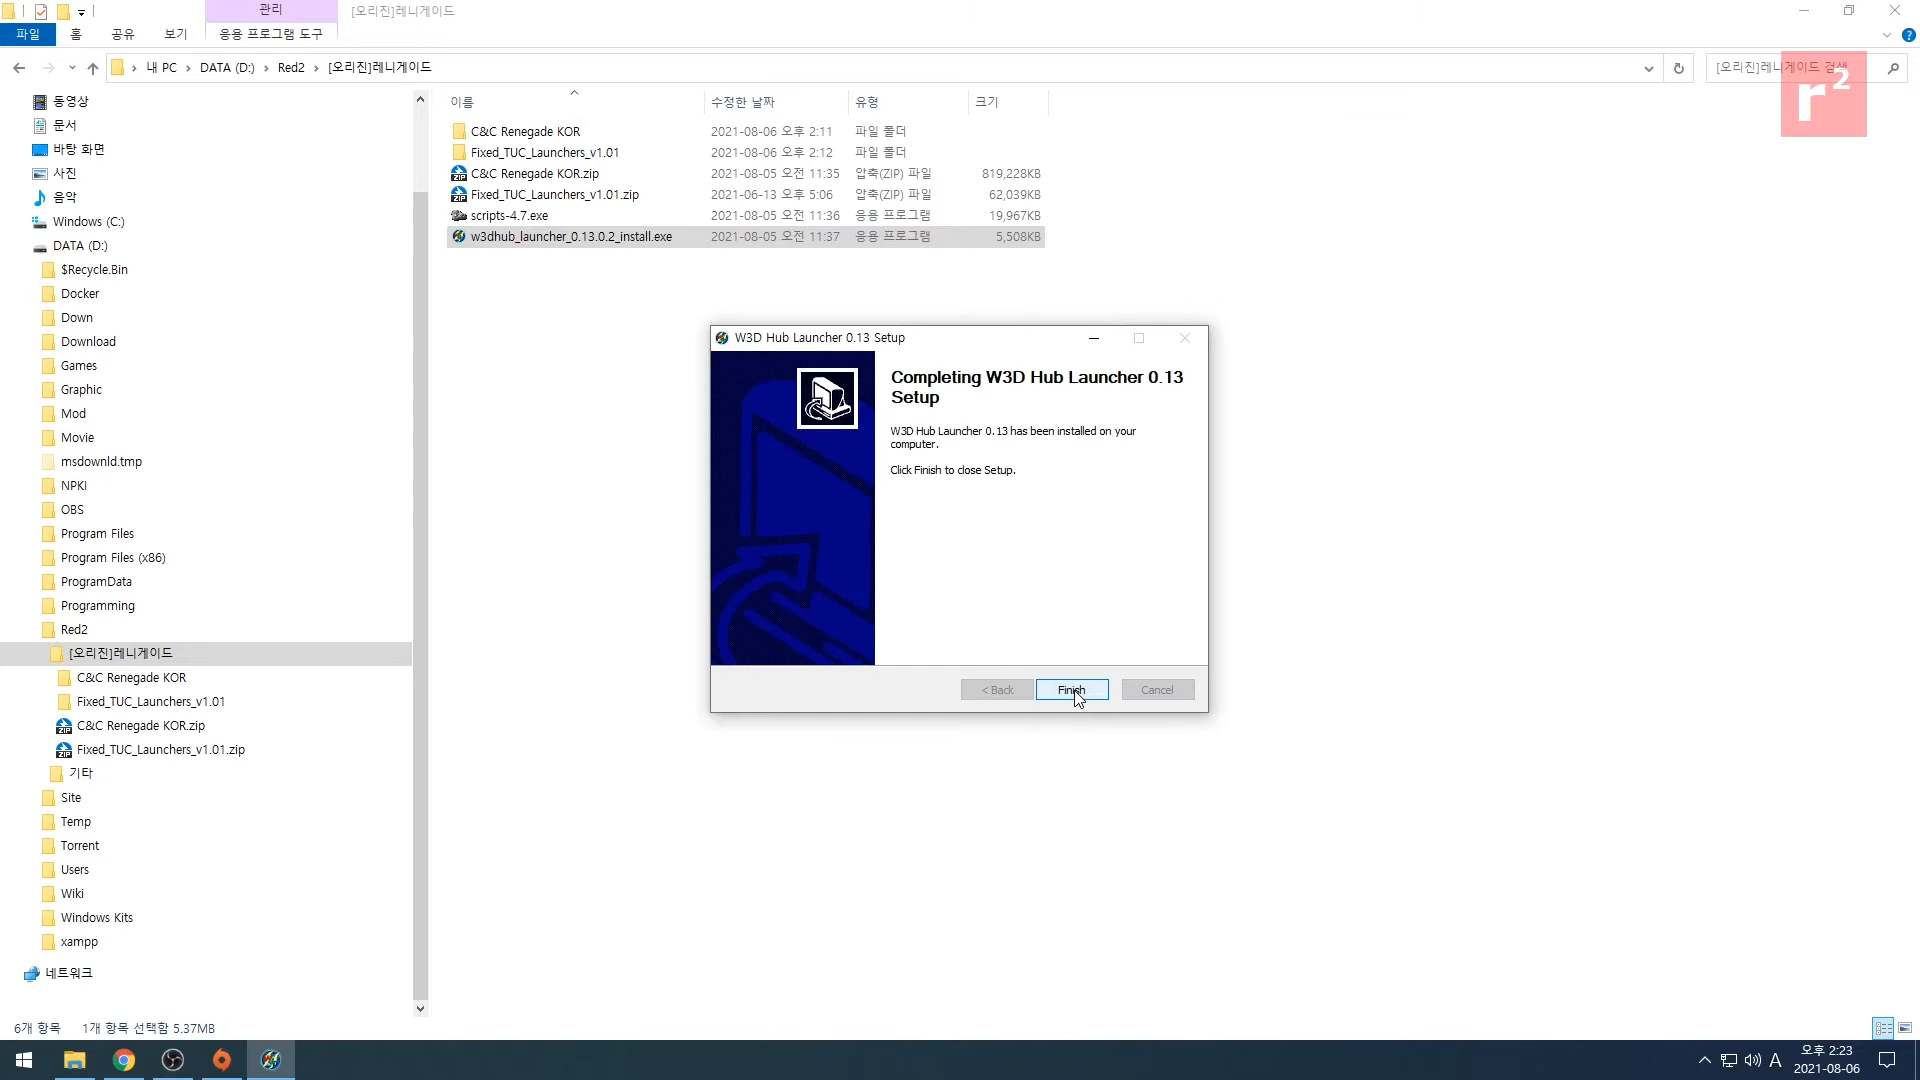 관리
[오리진]레니게이드
파일
홈
공유
보기
응용 프로그램 도구
내 PC > DATA (D:) > Red2 > [오리진]레니게이드
[오리진]레니게이드 검색
r2
동영상
문서
바탕 화면
사진
음악
Windows (C:)
DATA (D:)
$Recycle.Bin
Docker
Down
Download
Games
Graphic
Mod
Movie
msdownld.tmp
NPKI
OBS
Program Files
Program Files (x86)
ProgramData
Programming
Red2
[오리진]레니게이드
C&C Renegade KOR
Fixed_TUC_Launchers_v1.01
C&C Renegade KOR.zip
Fixed_TUC_Launchers_v1.01.zip
기타
Site
Temp
Torrent
Users
Wiki
Windows Kits
xampp
네트워크
이름 수정한 날짜 유형 크기
C&C Renegade KOR 2021-08-06 오후 2:11 파일 폴더
Fixed_TUC_Launchers_v1.01 2021-08-06 오후 2:12 파일 폴더
C&C Renegade KOR.zip 2021-08-05 오전 11:35 압축(ZIP) 파일 819,228KB
Fixed_TUC_Launchers_v1.01.zip 2021-06-13 오후 5:06 압축(ZIP) 파일 62,039KB
scripts-4.7.exe 2021-08-05 오전 11:36 응용 프로그램 19,967KB
w3dhub_launcher_0.13.0.2_install.exe 2021-08-05 오전 11:37 응용 프로그램 5,508KB
W3D Hub Launcher 0.13 Setup
Completing W3D Hub Launcher 0.13
Setup
W3D Hub Launcher 0.13 has been installed on your
computer.
Click Finish to close Setup.
< Back
Finish
Cancel
6개 항목 1개 항목 선택함 5.37MB
A
오후 2:23
2021-08-06